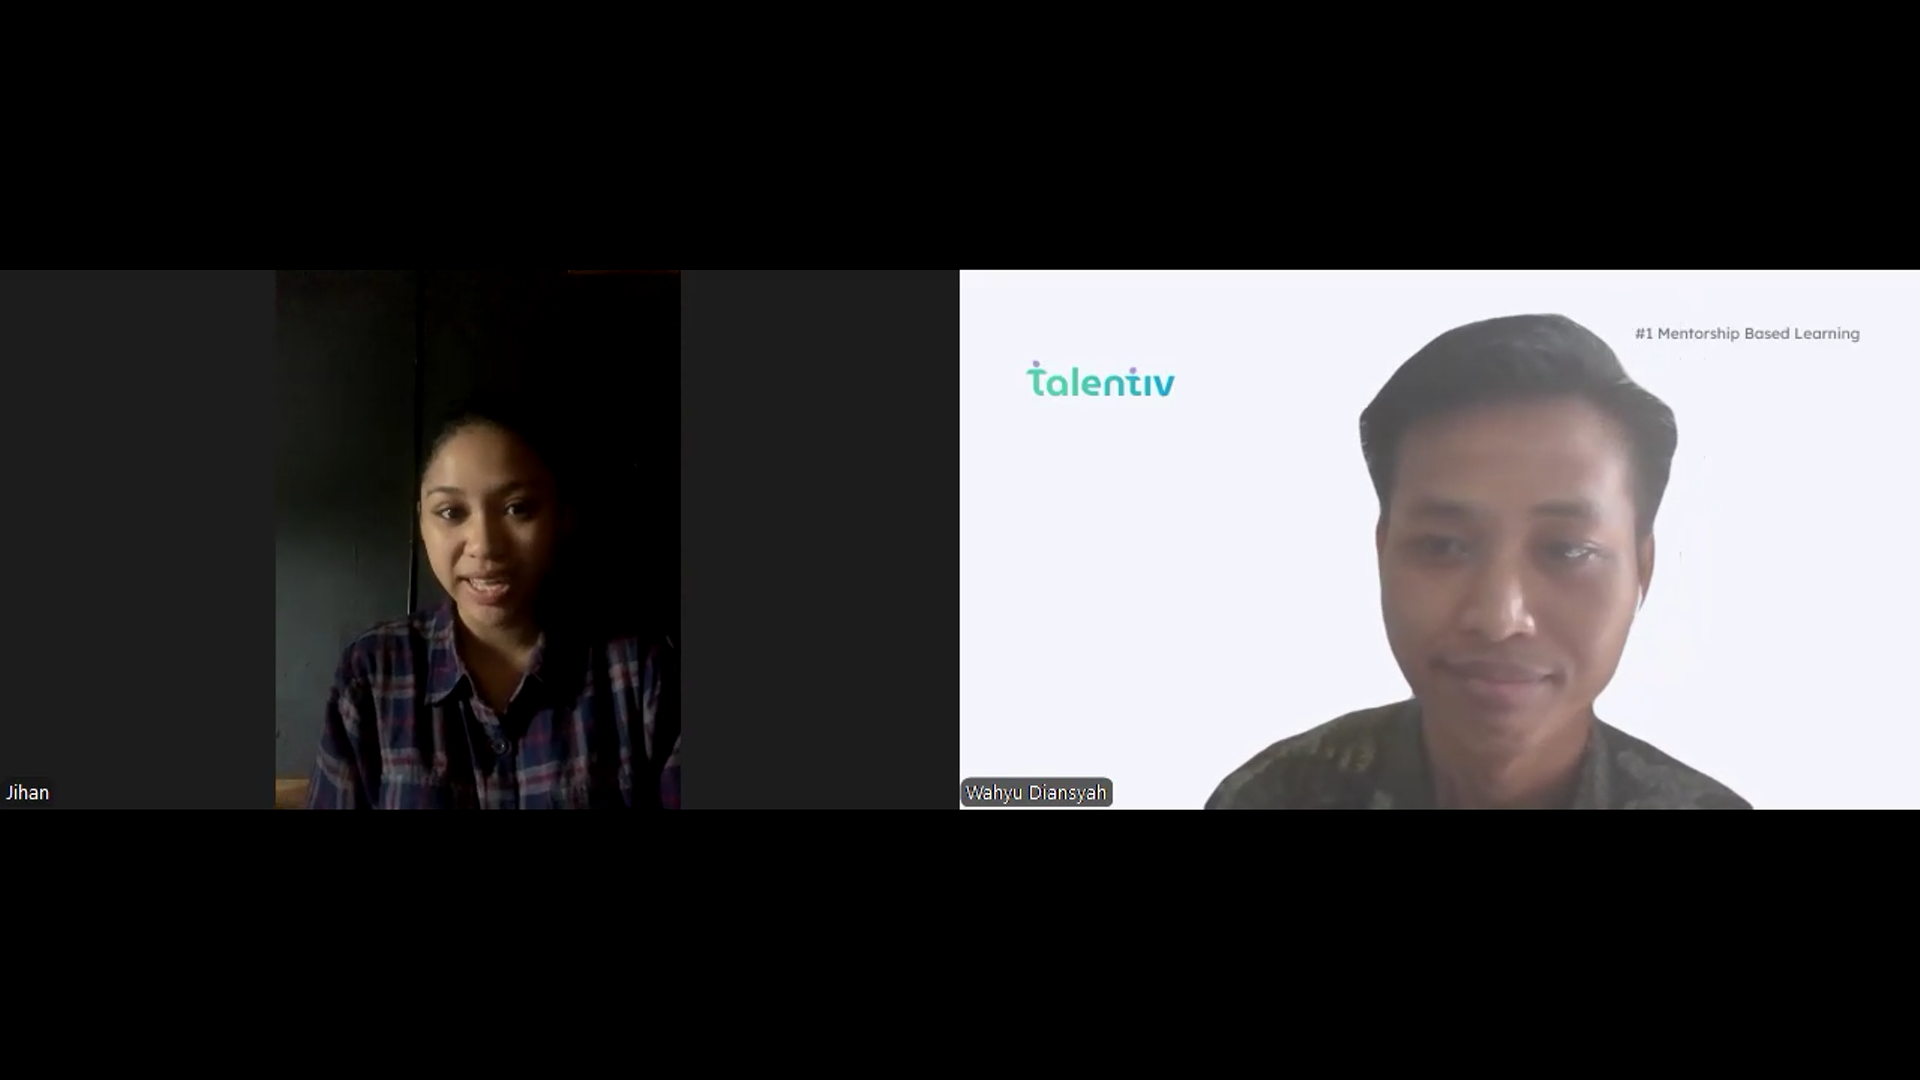 #1 Mentorship Based Learning
talentiv
Jihan
Wahyu Diansyah